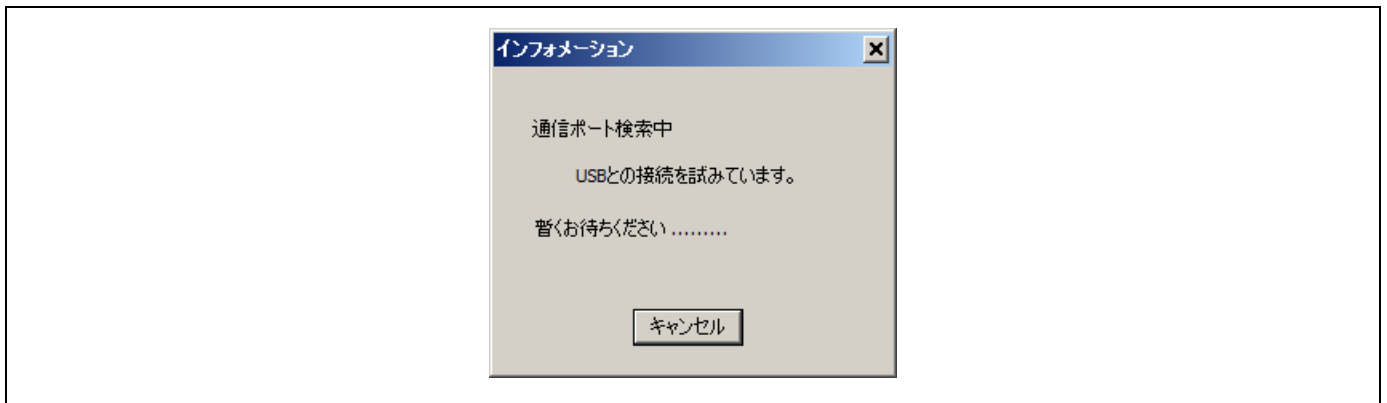 インフォメーション
通信ポート検索中
USBとの接続を試みています。
暫くお待ちください .........
キャンセル